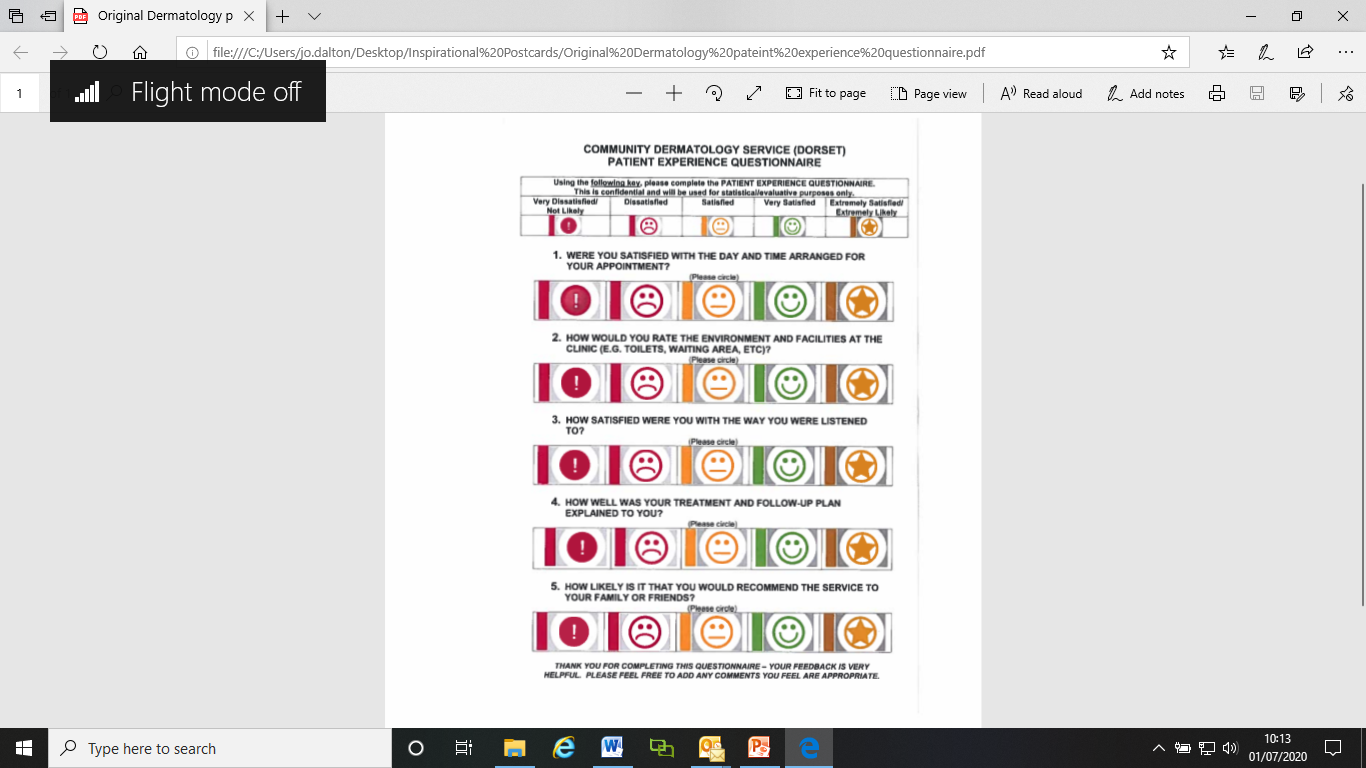 Original Dermatology p
file:///C:/Users/jo.dalton/Desktop/Inspirational%20Postcards/Original%20Dermatology%20pateint%20experience%20questionnaire.pdf
1
Flight mode off
Fit to page
Page view
Read aloud
Add notes
COMMUNITY DERMATOLOGY SERVICE (DORSET)
PATIENT EXPERIENCE QUESTIONNAIRE
Using the following key, please complete the PATIENT EXPERIENCE QUESTIONNAIRE.
This is confidential and will be used for statistical/evaluative purposes only.
Very Dissatisfied/ Dissatisfied Satisfied Very Satisfied Extremely Satisfied/
Not Likely Extremely Likely
1. WERE YOU SATISFIED WITH THE DAY AND TIME ARRANGED FOR
YOUR APPOINTMENT?
(Please circle)
2. HOW WOULD YOU RATE THE ENVIRONMENT AND FACILITIES AT THE
CLINIC (E.G. TOILETS, WAITING AREA, ETC)?
(Please circle)
3. HOW SATISFIED WERE YOU WITH THE WAY YOU WERE LISTENED
TO?
(Please circle)
4. HOW WELL WAS YOUR TREATMENT AND FOLLOW-UP PLAN
EXPLAINED TO YOU?
(Please circle)
5. HOW LIKELY IS IT THAT YOU WOULD RECOMMEND THE SERVICE TO
YOUR FAMILY OR FRIENDS?
(Please circle)
THANK YOU FOR COMPLETING THIS QUESTIONNAIRE – YOUR FEEDBACK IS VERY
HELPFUL. PLEASE FEEL FREE TO ADD ANY COMMENTS YOU FEEL ARE APPROPRIATE.
Type here to search
10:13
01/07/2020